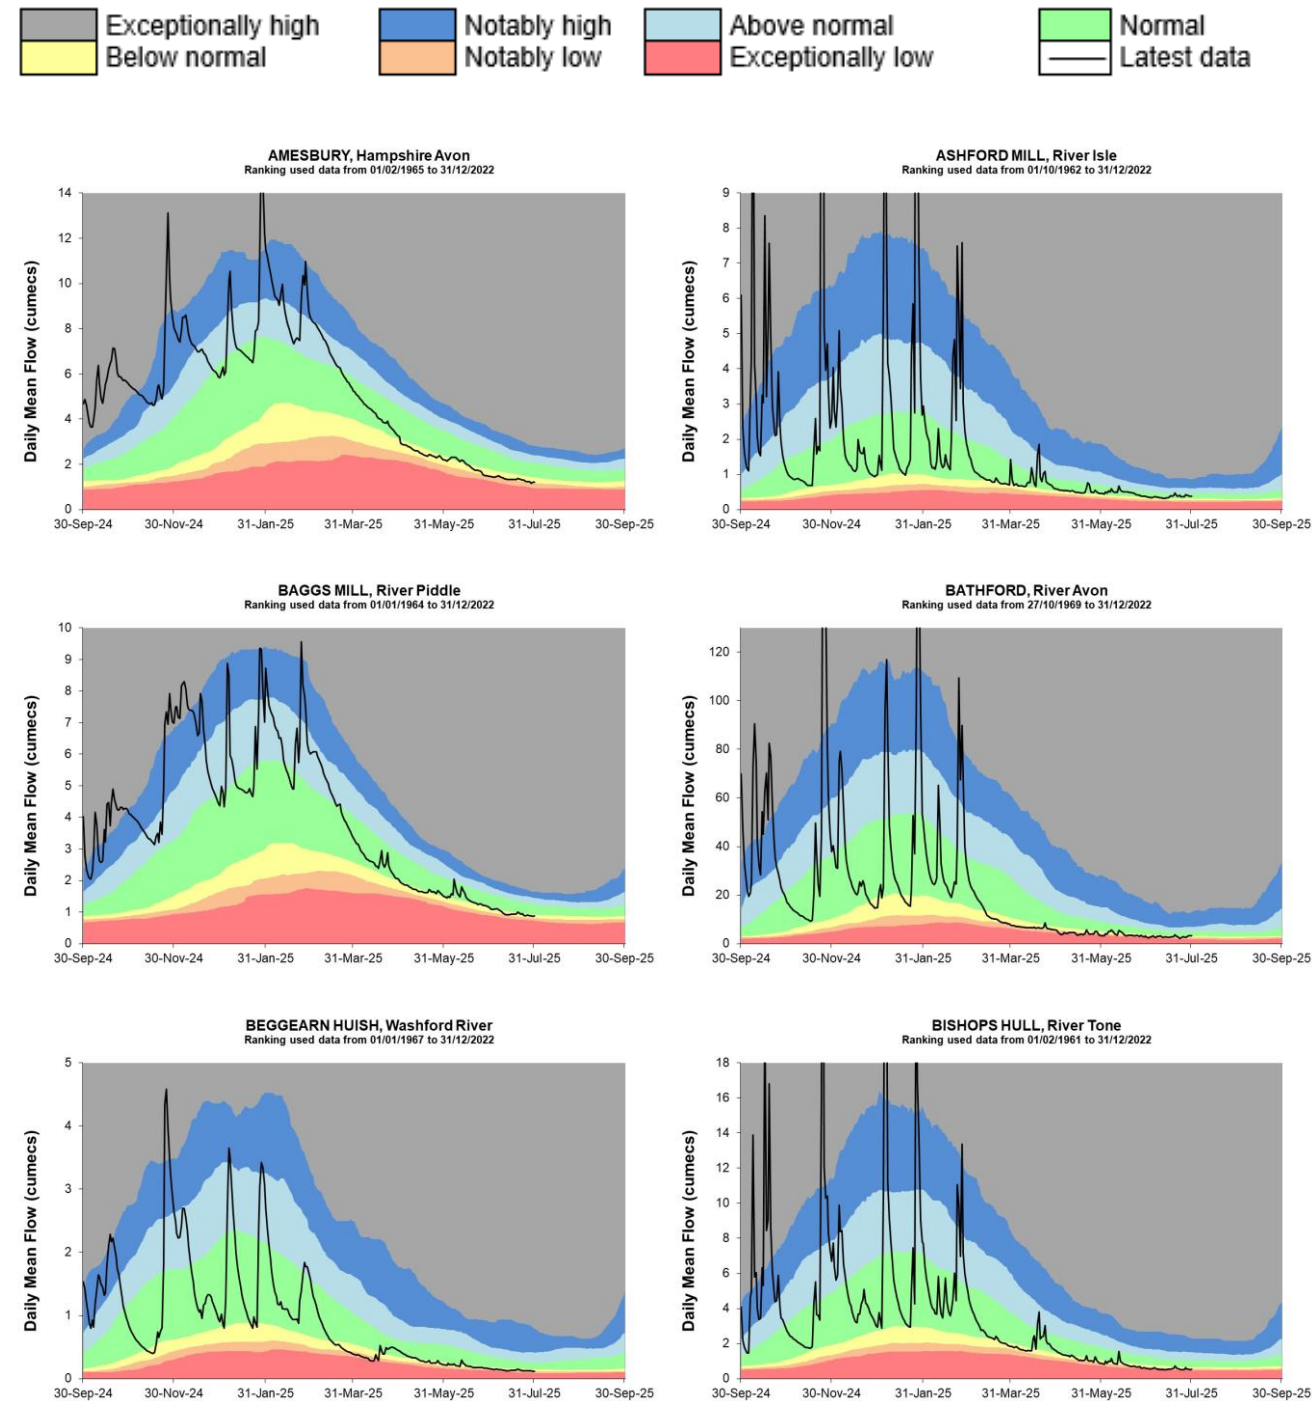 Exceptionally high Notably high Above normal Normal
Below normal Notably low Exceptionally low Latest data
AMESBURY, Hampshire Avon
Ranking used data from 01/02/1965 to 31/12/2022
Daily Mean Flow (cumecs)
14
12
10
8
6
4
2
0
30-Sep-24 30-Nov-24 31-Jan-25 31-Mar-25 31-May-25 31-Jul-25 30-Sep-25
ASHFORD MILL, River Isle
Ranking used data from 01/10/1962 to 31/12/2022
Daily Mean Flow (cumecs)
9
8
7
6
5
4
3
2
1
0
30-Sep-24 30-Nov-24 31-Jan-25 31-Mar-25 31-May-25 31-Jul-25 30-Sep-25
BAGGS MILL, River Piddle
Ranking used data from 01/01/1964 to 31/12/2022
Daily Mean Flow (cumecs)
10
9
8
7
6
5
4
3
2
1
0
30-Sep-24 30-Nov-24 31-Jan-25 31-Mar-25 31-May-25 31-Jul-25 30-Sep-25
BATHFORD, River Avon
Ranking used data from 27/10/1969 to 31/12/2022
Daily Mean Flow (cumecs)
120
100
80
60
40
20
0
30-Sep-24 30-Nov-24 31-Jan-25 31-Mar-25 31-May-25 31-Jul-25 30-Sep-25
BEGGEARN HUISH, Washford River
Ranking used data from 01/01/1967 to 31/12/2022
Daily Mean Flow (cumecs)
5
4
3
2
1
0
30-Sep-24 30-Nov-24 31-Jan-25 31-Mar-25 31-May-25 31-Jul-25 30-Sep-25
BISHOPS HULL, River Tone
Ranking used data from 01/02/1961 to 31/12/2022
Daily Mean Flow (cumecs)
18
16
14
12
10
8
6
4
2
0
30-Sep-24 30-Nov-24 31-Jan-25 31-Mar-25 31-May-25 31-Jul-25 30-Sep-25